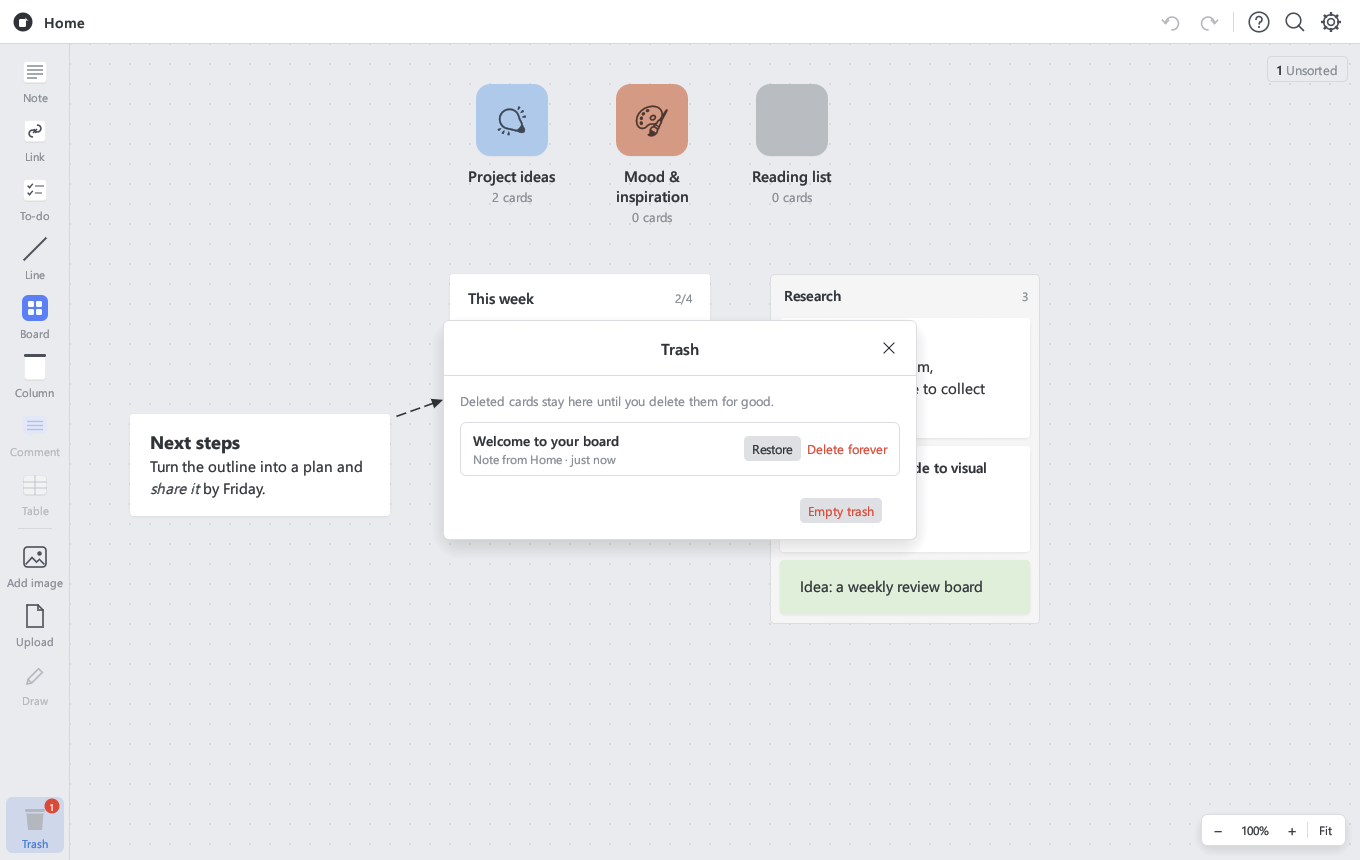 Home
1 Unsorted
Note
Link
To-do
Line
Board
Column
Comment
Table
Add image
Upload
Draw
1
Trash
Project ideas
2 cards
Mood &
inspiration
0 cards
Reading list
0 cards
This week 2/4
Research 3
Next steps
Turn the outline into a plan and
share it by Friday.
Trash
Deleted cards stay here until you delete them for good.
Welcome to your board
Note from Home · just now
Restore Delete forever
Empty trash
to collect
to visual
Idea: a weekly review board
− 100% + Fit